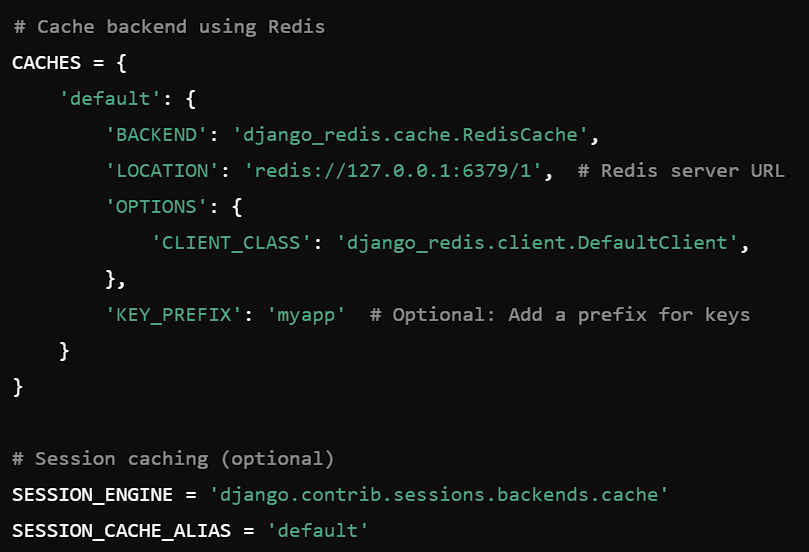 # Cache backend using Redis
CACHES = {
    'default': {
        'BACKEND': 'django_redis.cache.RedisCache',
        'LOCATION': 'redis://127.0.0.1:6379/1',  # Redis server URL
        'OPTIONS': {
            'CLIENT_CLASS': 'django_redis.client.DefaultClient',
        },
        'KEY_PREFIX': 'myapp'  # Optional: Add a prefix for keys
    }
}

# Session caching (optional)
SESSION_ENGINE = 'django.contrib.sessions.backends.cache'
SESSION_CACHE_ALIAS = 'default'